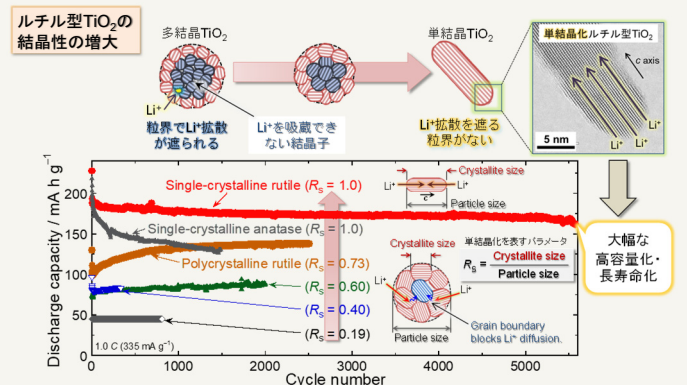 ルチル型TiO₂の
結晶性の増大
多結晶TiO₂
単結晶TiO₂
単結晶化ルチル型TiO₂
c axis
Li⁺
Li⁺
Li⁺
5 nm
Li⁺
粒界でLi⁺拡散
が遮られる
Li⁺を吸蔵でき
ない結晶子
Li⁺拡散を遮る
粒界がない
Discharge capacity / mA h g⁻¹
200
150
100
50
0
Single-crystalline rutile (Rₛ = 1.0)
Single-crystalline anatase (Rₛ = 1.0)
Polycrystalline rutile (Rₛ = 0.73)
(Rₛ = 0.60)
(Rₛ = 0.40)
(Rₛ = 0.19)
1.0 C (335 mA g⁻¹)
0
1000
2000
3000
4000
5000
Cycle number
Crystallite size
Li⁺
Li⁺
c
Particle size
Crystallite size
Li⁺
Li⁺
Particle size
単結晶化を表すパラメータ
Rₛ = Crystallite size
Particle size
Grain boundary
blocks Li⁺ diffusion.
大幅な
高容量化・
長寿命化